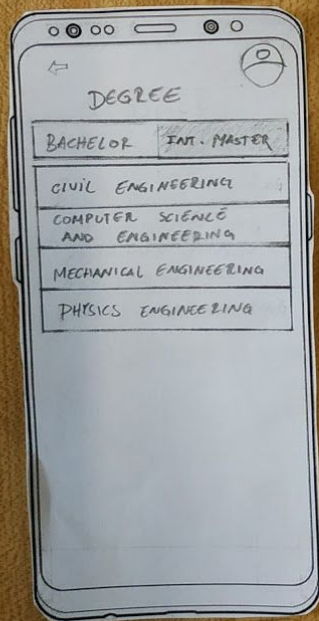 DEGREE
BACHELOR INT. MASTER
CIVIL ENGINEERING
COMPUTER SCIENCE
AND ENGINEERING
MECHANICAL ENGINEERING
PHYSICS ENGINEERING